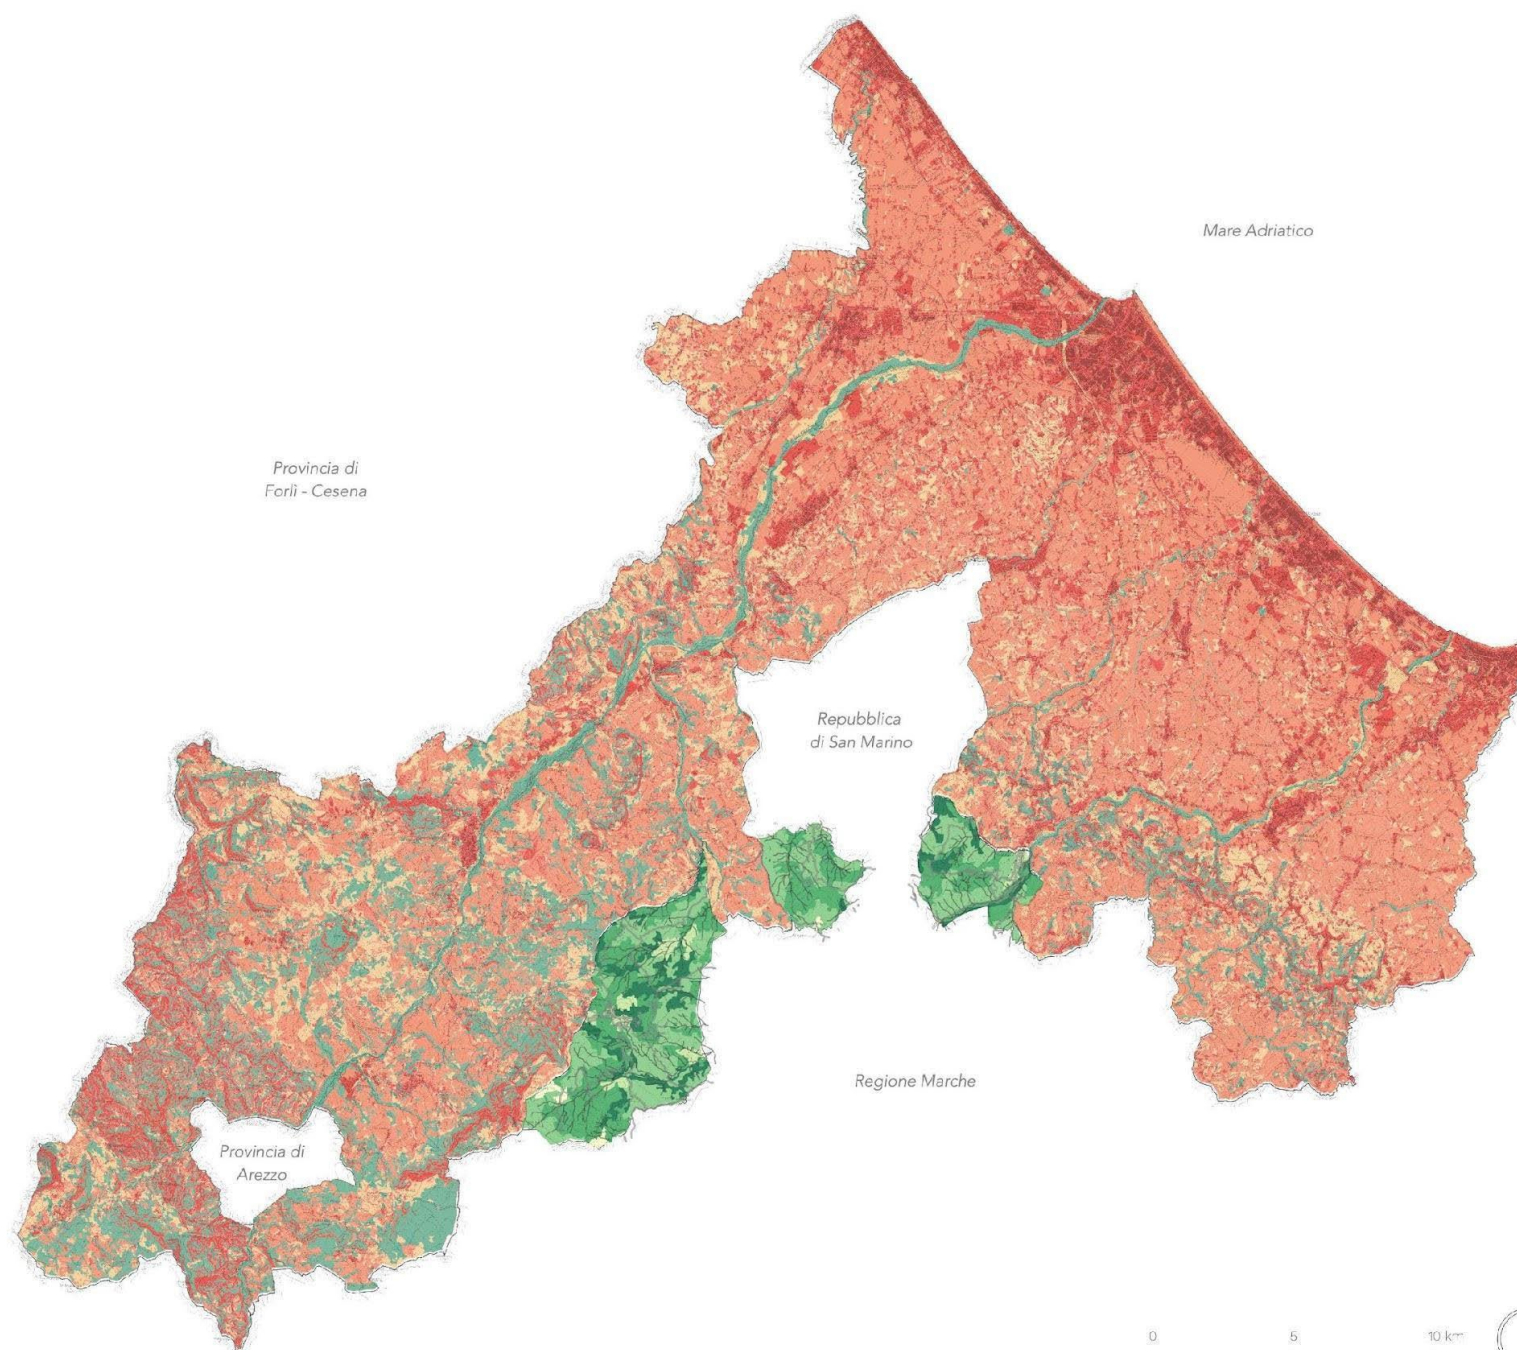 Mare Adriatico
Provincia di
Forlì - Cesena
Repubblica
di San Marino
Regione Marche
Provincia di
Arezzo
0 5 10 km